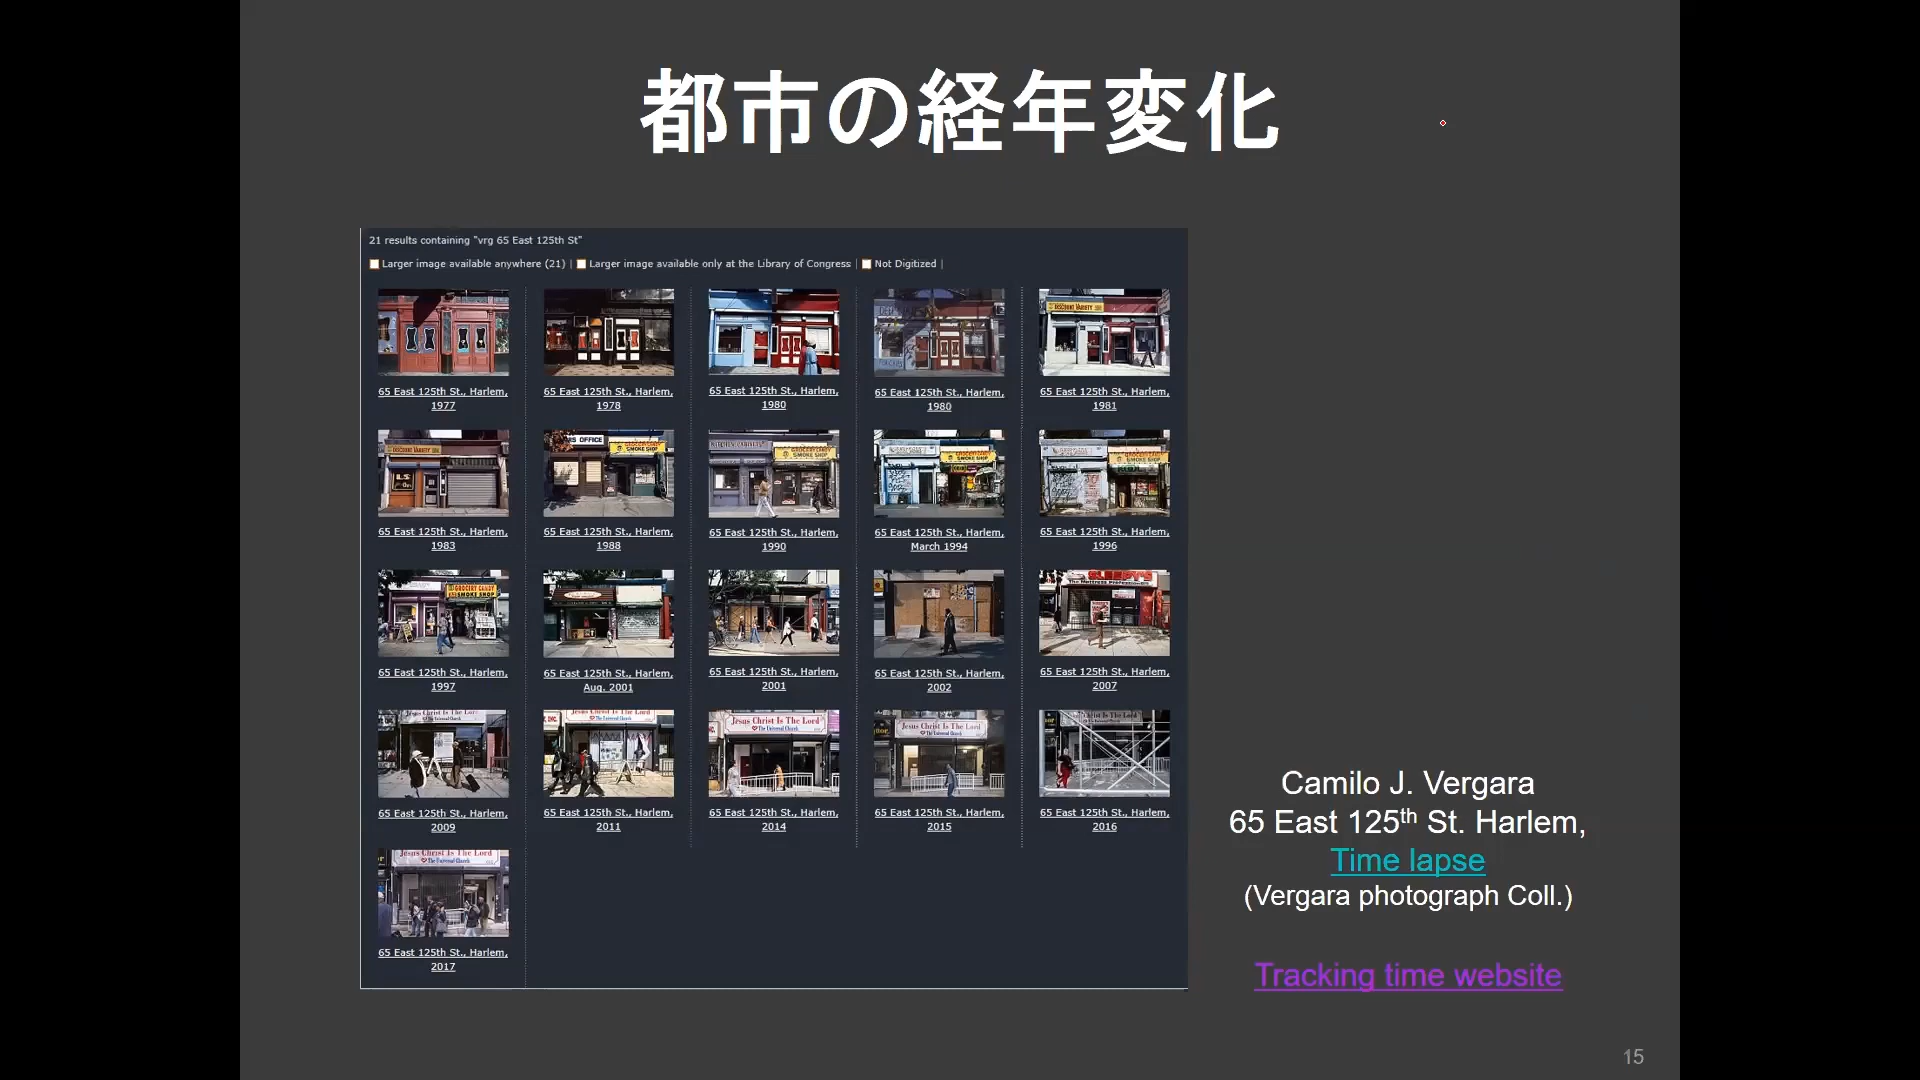 都市の経年変化
21 results containing "vrg 65 East 125th St"
Larger image available anywhere (21) | Larger image available only at the Library of Congress | Not Digitized |
65 East 125th St., Harlem, 1977
65 East 125th St., Harlem, 1978
65 East 125th St., Harlem, 1980
65 East 125th St., Harlem, 1980
65 East 125th St., Harlem, 1981
65 East 125th St., Harlem, 1983
65 East 125th St., Harlem, 1988
65 East 125th St., Harlem, 1990
65 East 125th St., Harlem, March 1994
65 East 125th St., Harlem, 1996
65 East 125th St., Harlem, 1997
65 East 125th St., Harlem, Aug. 2001
65 East 125th St., Harlem, 2001
65 East 125th St., Harlem, 2002
65 East 125th St., Harlem, 2007
65 East 125th St., Harlem, 2009
65 East 125th St., Harlem, 2011
65 East 125th St., Harlem, 2014
65 East 125th St., Harlem, 2015
65 East 125th St., Harlem, 2016
65 East 125th St., Harlem, 2017
Camilo J. Vergara
65 East 125th St. Harlem,
Time lapse
(Vergara photograph Coll.)
Tracking time website
15